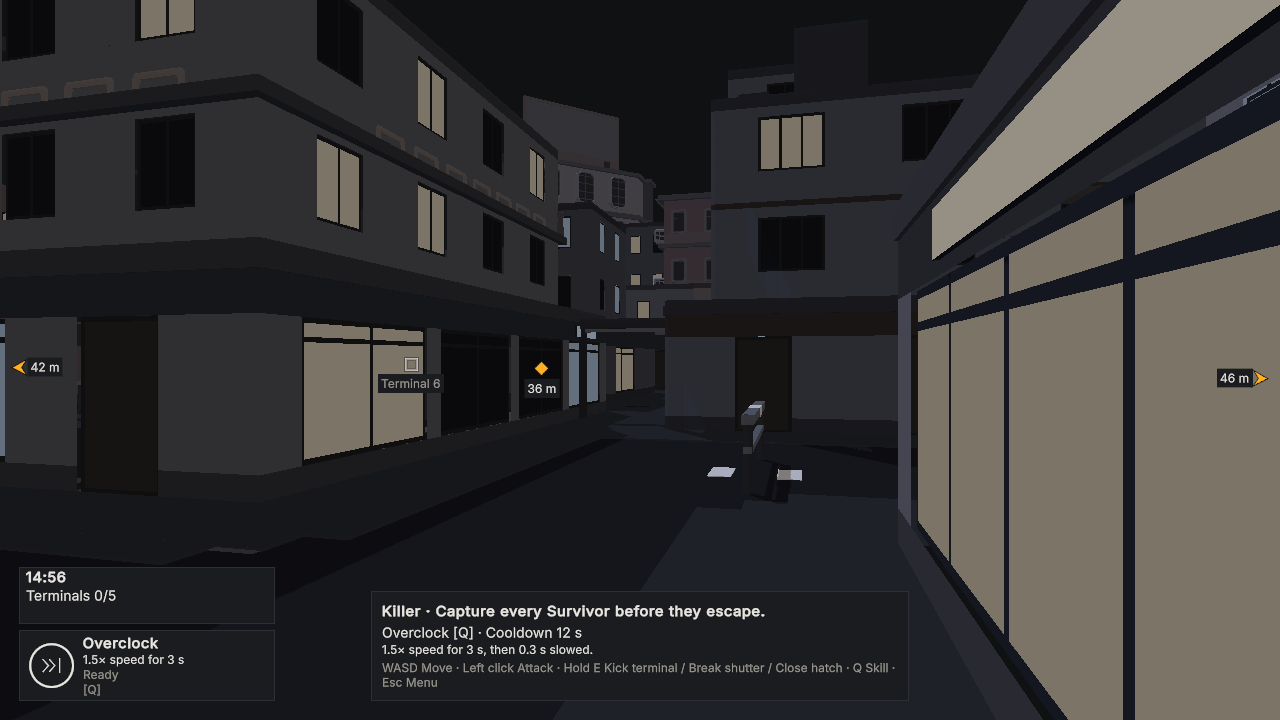 42 m
Terminal 6
36 m
46 m
14:56
Terminals 0/5
Overclock
1.5× speed for 3 s
Ready
[Q]
Killer · Capture every Survivor before they escape.
Overclock [Q] · Cooldown 12 s
1.5× speed for 3 s, then 0.3 s slowed.
WASD Move · Left click Attack · Hold E Kick terminal / Break shutter / Close hatch · Q Skill ·
Esc Menu